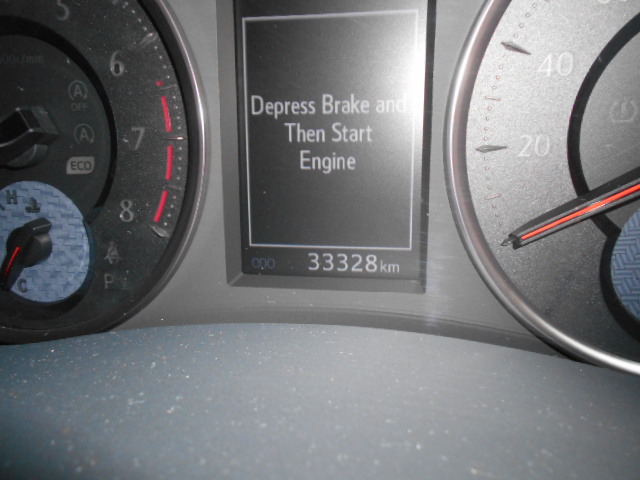 5
6
7
8
A
OFF
A
ECO
H
C
P
Depress Brake and
Then Start
Engine
ODO 33328km
40
20